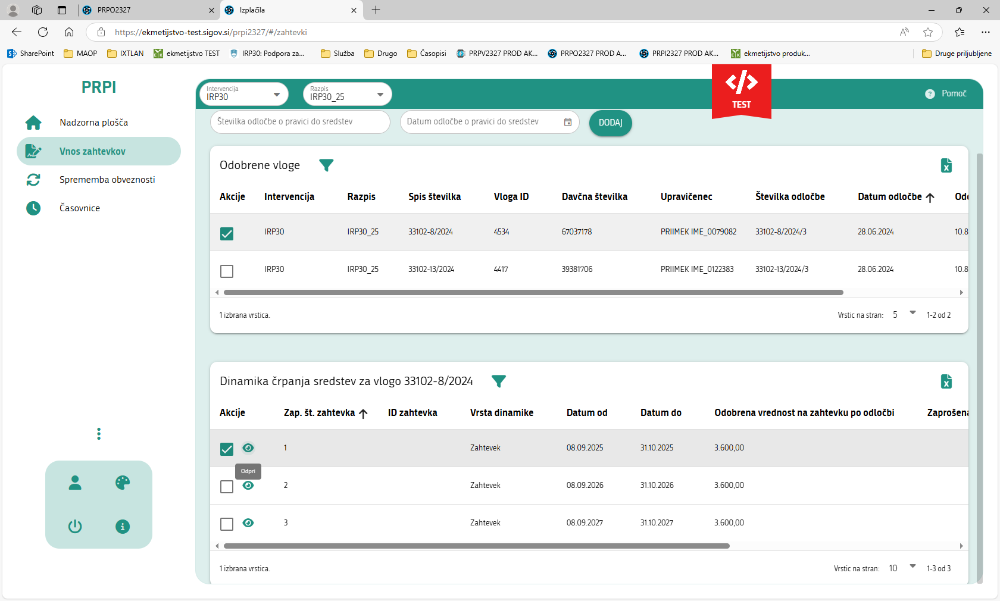 PRPO2327
Izplačila
https://ekmetijstvo-test.sigov.si/prpi2327/#/zahtevki
SharePoint
MAOP
IXTLAN
ekmetijstvo TEST
IRP30: Podpora za...
Služba
Drugo
Časopisi
PRPV2327 PROD AK...
PRPO2327 PROD A...
PRPI2327 PROD AK...
ekmetijstvo produk...
Druge priljubljene
PRPI
Nadzorna plošča
Vnos zahtevkov
Sprememba obveznosti
Časovnice
Intervencija
IRP30
Razpis
IRP30_25
TEST
Pomoč
Številka odločbe o pravici do sredstev
Datum odločbe o pravici do sredstev
DODAJ
Odobrene vloge
Akcije Intervencija Razpis Spis številka Vloga ID Davčna številka Upravičenec Številka odločbe Datum odločbe
IRP30 IRP30_25 33102-8/2024 4534 67037178 PRIIMEK IME_0079082 33102-8/2024/3 28.06.2024 10.8
IRP30 IRP30_25 33102-13/2024 4417 39381706 PRIIMEK IME_0122383 33102-13/2024/3 28.06.2024 10.8
1 izbrana vrstica.
Vrstic na stran: 5 1-2 od 2
Dinamika črpanja sredstev za vlogo 33102-8/2024
Akcije Zap. št. zahtevka ID zahtevka Vrsta dinamike Datum od Datum do Odobrena vrednost na zahtevku po odločbi Zaprošena
1 Zahtevek 08.09.2025 31.10.2025 3.600,00
Odpri
2 Zahtevek 08.09.2026 31.10.2026 3.600,00
3 Zahtevek 08.09.2027 31.10.2027 3.600,00
1 izbrana vrstica.
Vrstic na stran: 10 1-3 od 3